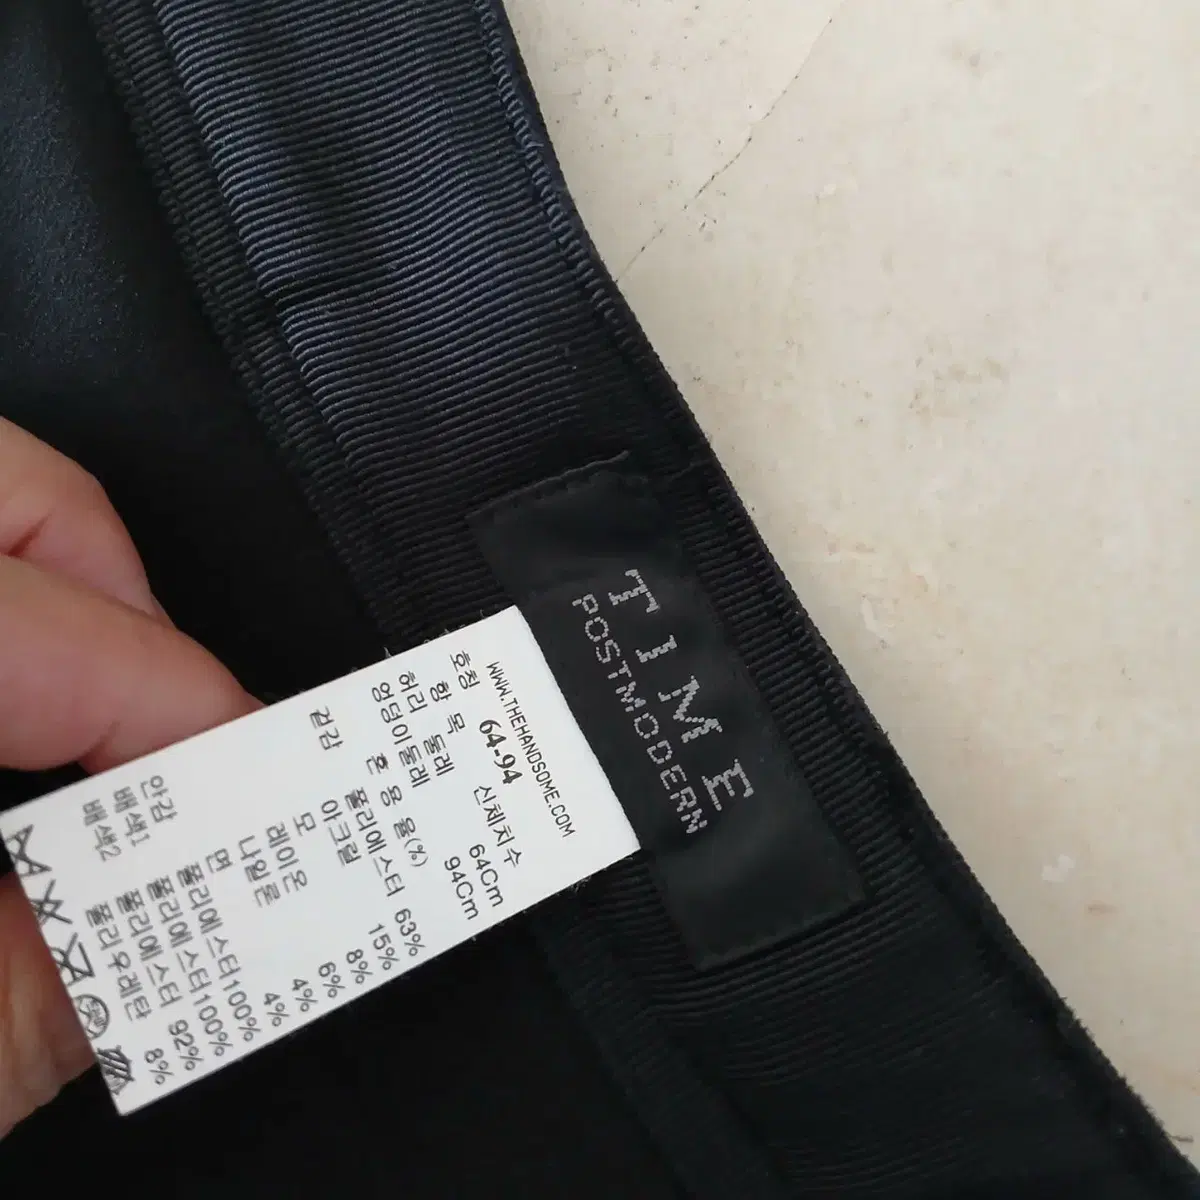 TIME
POSTMODERN
WWW.THEHANDSOME.COM
호칭 64-94
항 목 신체치수
허리 둘레 64Cm
엉덩이둘레 94Cm
혼 용 율(%)
겉감 폴리에스터 63%
아크릴 15%
모 8%
레이온 6%
나일론 4%
면 4%
안감 폴리에스터100%
배색1 폴리에스터100%
배색2 폴리에스터 92%
폴리우레탄 8%